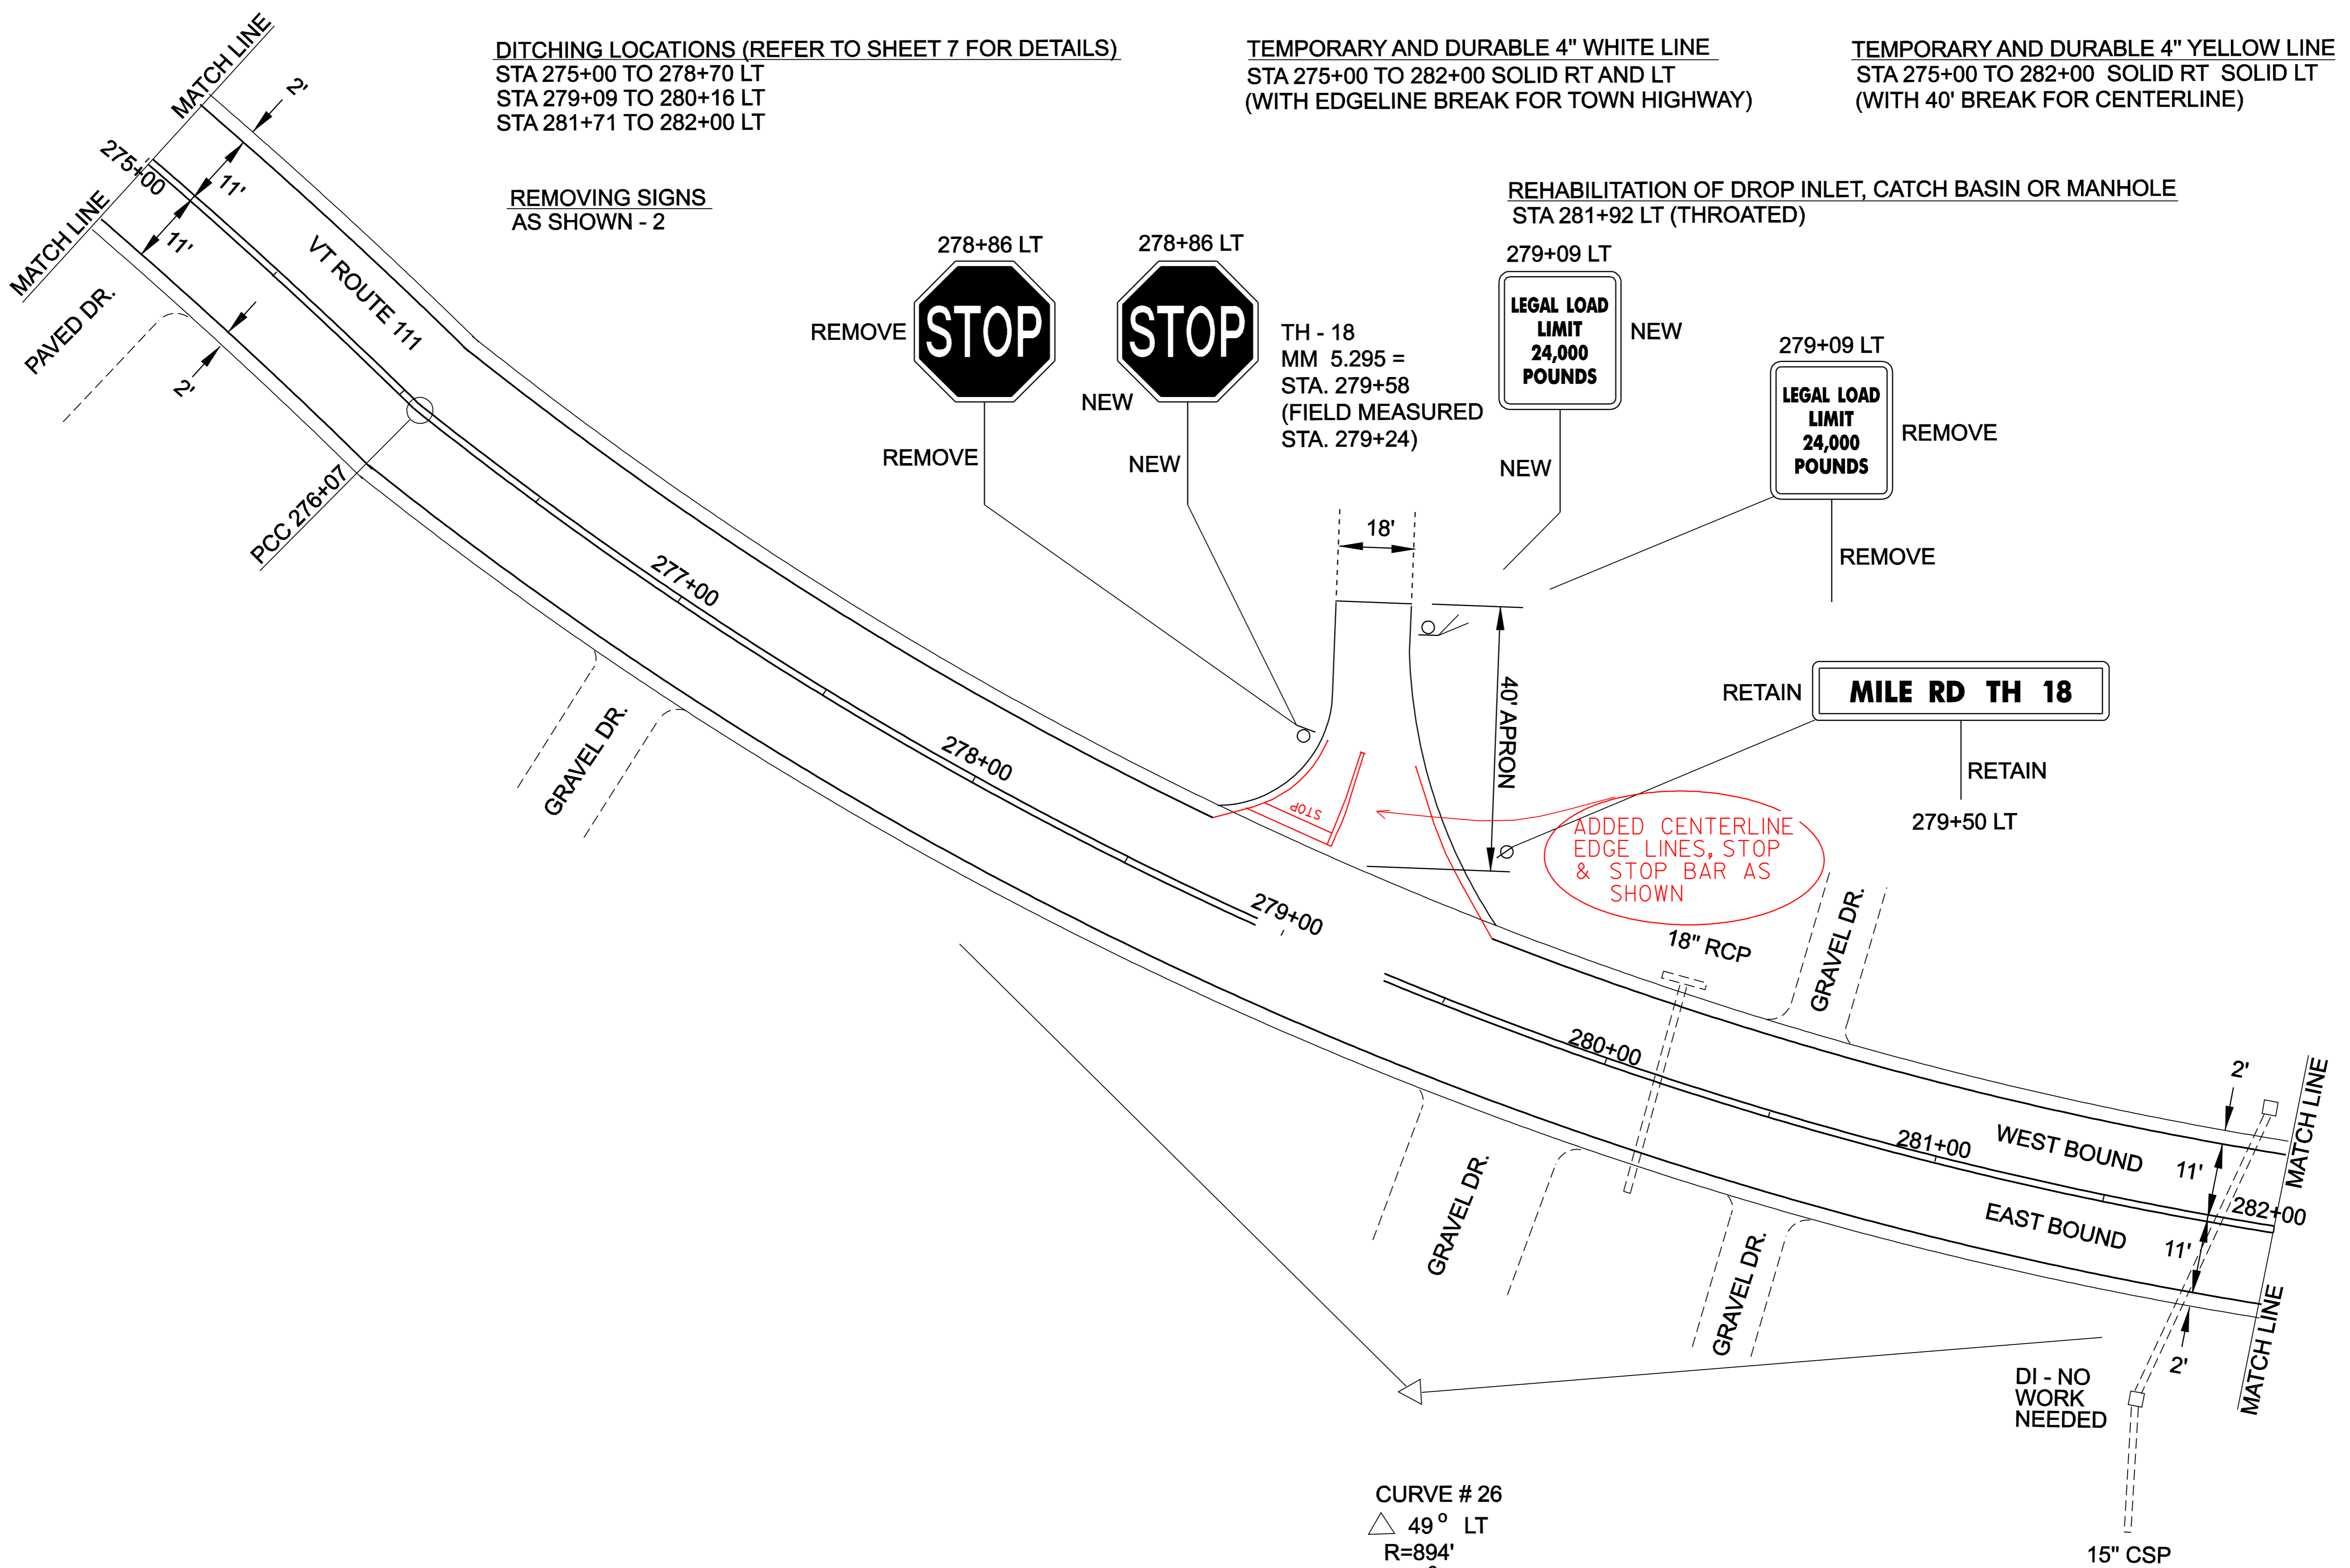 DITCHING LOCATIONS (REFER TO SHEET 7 FOR DETAILS)
STA 275+00 TO 278+70 LT
STA 279+09 TO 280+16 LT
STA 281+71 TO 282+00 LT
TEMPORARY AND DURABLE 4" WHITE LINE
STA 275+00 TO 282+00 SOLID RT AND LT
(WITH EDGELINE BREAK FOR TOWN HIGHWAY)
TEMPORARY AND DURABLE 4" YELLOW LINE
STA 275+00 TO 282+00 SOLID RT SOLID LT
(WITH 40' BREAK FOR CENTERLINE)
REMOVING SIGNS
AS SHOWN - 2
REHABILITATION OF DROP INLET, CATCH BASIN OR MANHOLE
STA 281+92 LT (THROATED)
MATCH LINE
MATCH LINE
275+00
2'
11'
11'
2'
VT ROUTE 111
PAVED DR.
PCC 276+07
278+86 LT
STOP
REMOVE
REMOVE
278+86 LT
STOP
NEW
NEW
TH - 18
MM 5.295 =
STA. 279+58
(FIELD MEASURED
STA. 279+24)
279+09 LT
LEGAL LOAD
LIMIT
24,000
POUNDS
NEW
NEW
279+09 LT
LEGAL LOAD
LIMIT
24,000
POUNDS
REMOVE
REMOVE
18'
40' APRON
RETAIN
MILE RD TH 18
RETAIN
279+50 LT
277+00
278+00
279+00
GRAVEL DR.
STOP
ADDED CENTERLINE
EDGE LINES, STOP
& STOP BAR AS
SHOWN
18" RCP
GRAVEL DR.
280+00
281+00
282+00
WEST BOUND
EAST BOUND
2'
11'
11'
2'
MATCH LINE
MATCH LINE
GRAVEL DR.
GRAVEL DR.
DI - NO
WORK
NEEDED
15" CSP
CURVE # 26
49° LT
R=894'